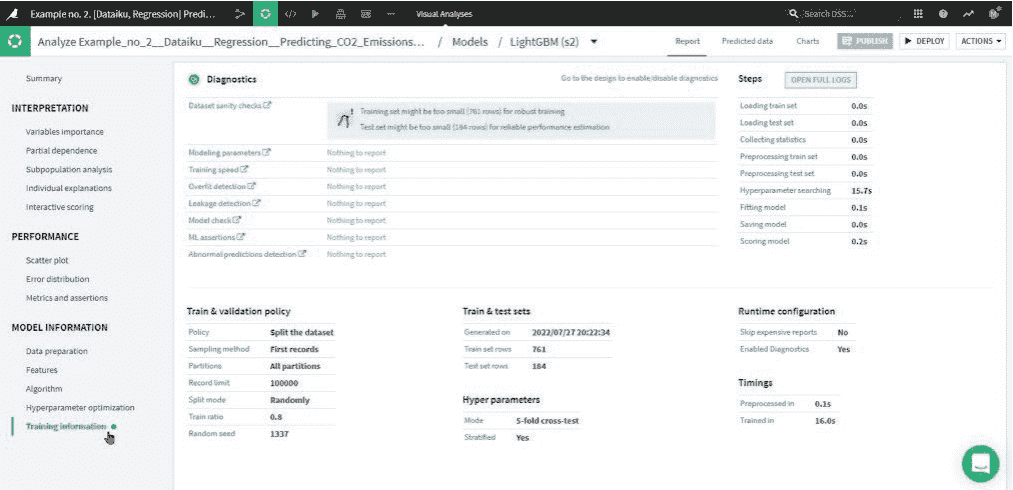 Example no. 2. [Dataiku, Regression] Predi...
Visual Analyses
Search DSS...
Analyze Example_no_2__Dataiku__Regression__Predicting_CO2_Emissions... / Models / LightGBM (s2)
Report
Predicted data
Charts
PUBLISH
DEPLOY
ACTIONS
Summary
INTERPRETATION
Variables importance
Partial dependence
Subpopulation analysis
Individual explanations
Interactive scoring
PERFORMANCE
Scatter plot
Error distribution
Metrics and assertions
MODEL INFORMATION
Data preparation
Features
Algorithm
Hyperparameter optimization
Training information
Diagnostics
Go to the design to enable/disable diagnostics
Dataset sanity checks
Training set might be too small (761 rows) for robust training
Test set might be too small (184 rows) for reliable performance estimation
Modeling parameters Nothing to report
Training speed Nothing to report
Overfit detection Nothing to report
Leakage detection Nothing to report
Model check Nothing to report
ML assertions Nothing to report
Abnormal predictions detection Nothing to report
Steps
OPEN FULL LOGS
Loading train set 0.0s
Loading test set 0.0s
Collecting statistics 0.0s
Preprocessing train set 0.0s
Preprocessing test set 0.0s
Hyperparameter searching 15.7s
Fitting model 0.1s
Saving model 0.0s
Scoring model 0.2s
Train & validation policy
Policy Split the dataset
Sampling method First records
Partitions All partitions
Record limit 100000
Split mode Randomly
Train ratio 0.8
Random seed 1337
Train & test sets
Generated on 2022/07/27 20:22:34
Train set rows 761
Test set rows 184
Hyper parameters
Mode 5-fold cross-test
Stratified Yes
Runtime configuration
Skip expensive reports No
Enabled Diagnostics Yes
Timings
Preprocessed in 0.1s
Trained in 16.0s